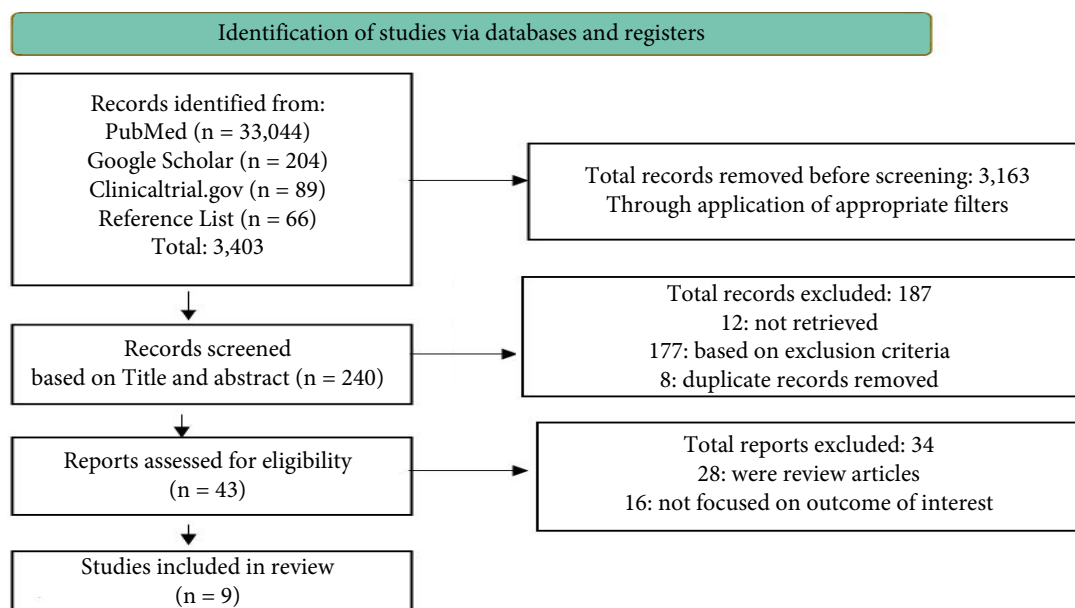 Identification of studies via databases and registers
Records identified from:
PubMed (n = 33,044)
Google Scholar (n = 204)
Clinicaltrial.gov (n = 89)
Reference List (n = 66)
Total: 3,403
Total records removed before screening: 3,163
Through application of appropriate filters
Records screened
based on Title and abstract (n = 240)
Total records excluded: 187
12: not retrieved
177: based on exclusion criteria
8: duplicate records removed
Reports assessed for eligibility
(n = 43)
Total reports excluded: 34
28: were review articles
16: not focused on outcome of interest
Studies included in review
(n = 9)